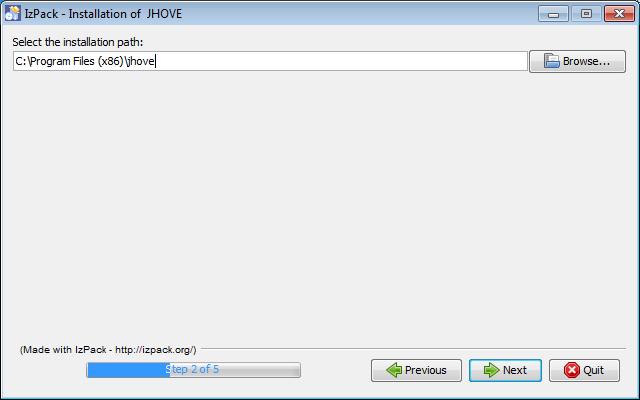 IzPack - Installation of JHOVE
Select the installation path:
C:\Program Files (x86)\jhove
Browse...
(Made with IzPack - http://izpack.org/)
Step 2 of 5
Previous
Next
Quit